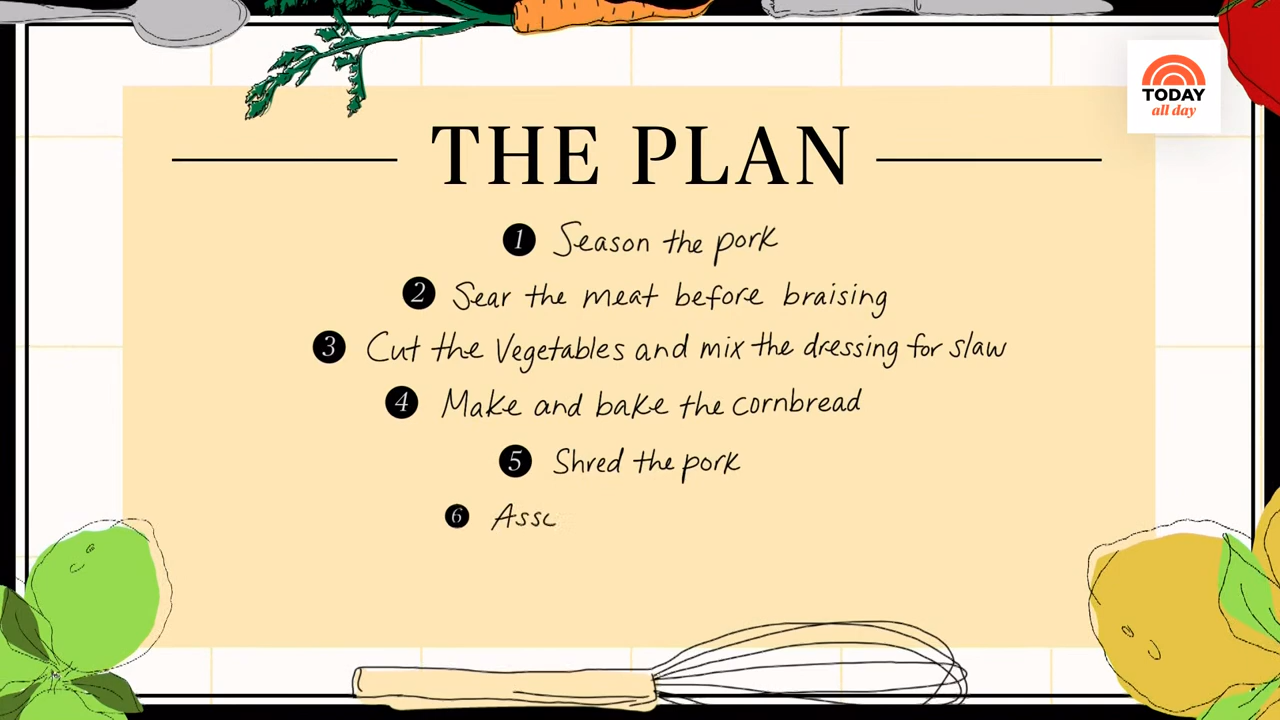 TODAY
all day
THE PLAN
1 Season the pork
2 Sear the meat before braising
3 Cut the Vegetables and mix the dressing for slaw
4 Make and bake the cornbread
5 Shred the pork
6